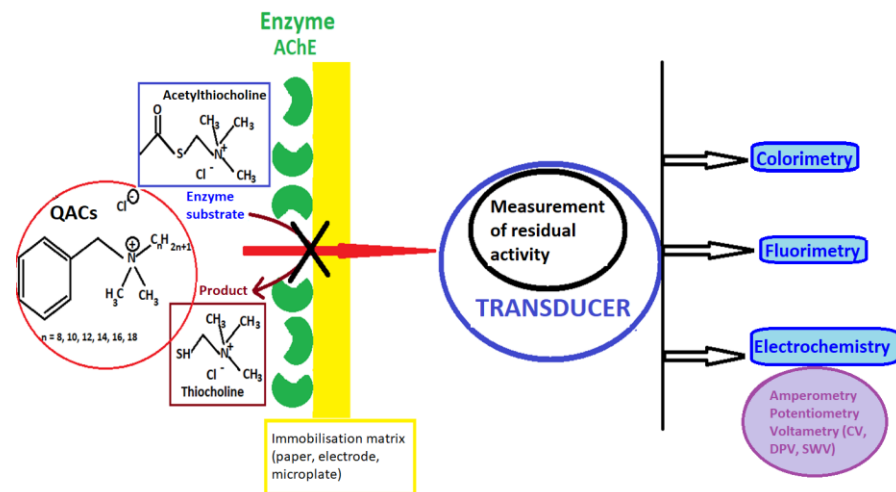 Enzyme
AChE
Acetylthiocholine
O
CH₃
CH₃
S
N⁺
CH₃
Cl⁻
Enzyme
substrate
QACs
Cl⊖
⊕
N
CₙH₂ₙ₊₁
H₃C
CH₃
n = 8, 10, 12, 14, 16, 18
Product
CH₃
CH₃
SH
N⁺
CH₃
Cl⁻
Thiocholine
Immobilisation matrix
(paper, electrode,
microplate)
Measurement
of residual
activity
TRANSDUCER
Colorimetry
Fluorimetry
Electrochemistry
Amperometry
Potentiometry
Voltametry (CV,
DPV, SWV)